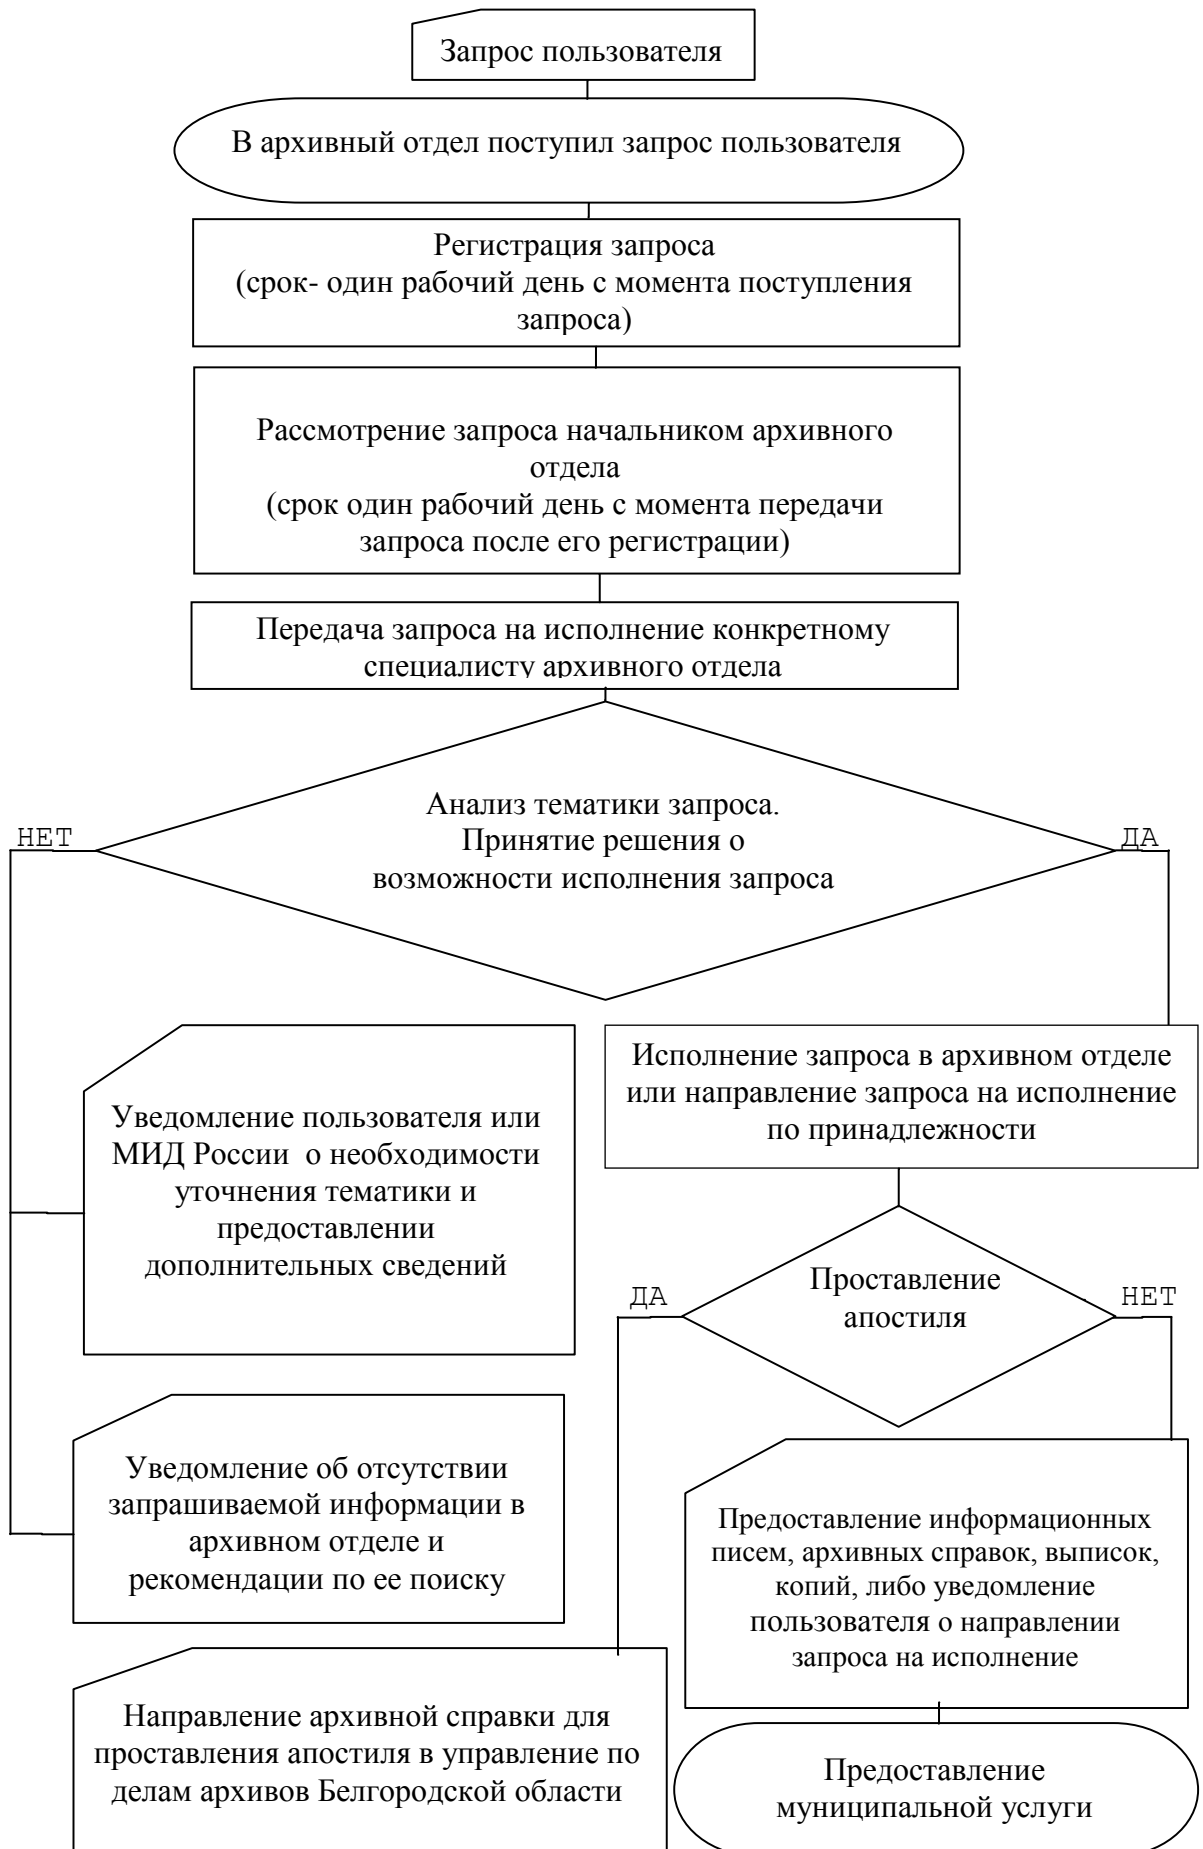 Запрос пользователя
В архивный отдел поступил запрос пользователя
Регистрация запроса
(срок- один рабочий день с момента поступления
запроса)
Рассмотрение запроса начальником архивного
отдела
(срок один рабочий день с момента передачи
запроса после его регистрации)
Передача запроса на исполнение конкретному
специалисту архивного отдела
Анализ тематики запроса.
Принятие решения о
возможности исполнения запроса
НЕТ
ДА
Уведомление пользователя или
МИД России о необходимости
уточнения тематики и
предоставлении
дополнительных сведений
Исполнение запроса в архивном отделе
или направление запроса на исполнение
по принадлежности
Проставление
апостиля
ДА
НЕТ
Уведомление об отсутствии
запрашиваемой информации в
архивном отделе и
рекомендации по ее поиску
Предоставление информационных
писем, архивных справок, выписок,
копий, либо уведомление
пользователя о направлении
запроса на исполнение
Направление архивной справки для
проставления апостиля в управление по
делам архивов Белгородской области
Предоставление
муниципальной услуги